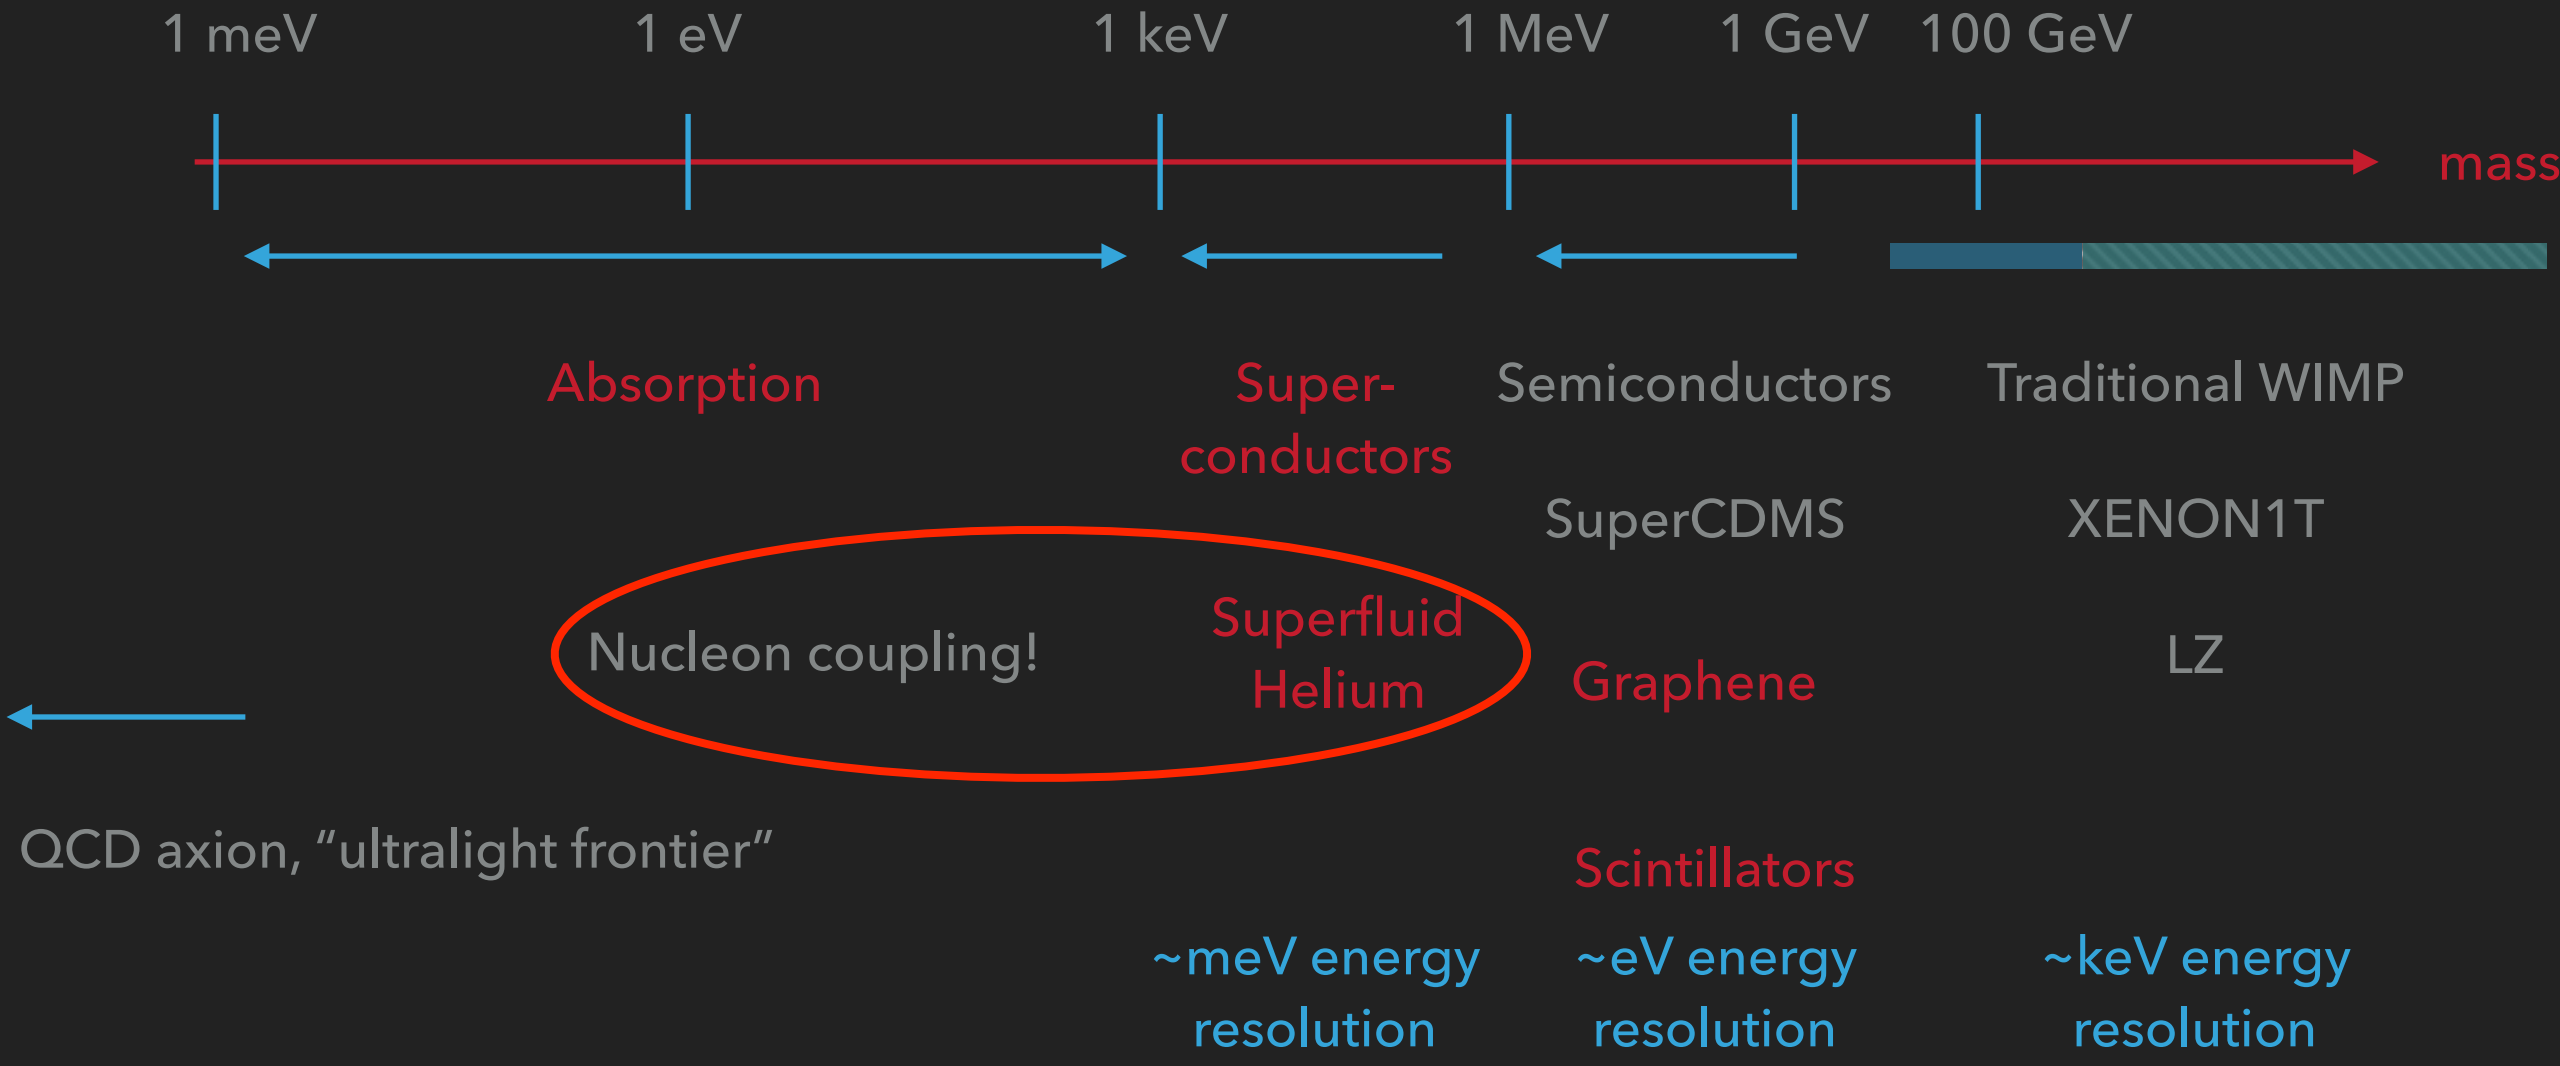 1 meV
1 eV
1 keV
1 MeV
1 GeV
100 GeV
mass
Absorption
Super-
conductors
Semiconductors
Traditional WIMP
SuperCDMS
XENON1T
Nucleon coupling!
Superfluid
Helium
Graphene
LZ
QCD axion, “ultralight frontier”
Scintillators
~meV energy
resolution
~eV energy
resolution
~keV energy
resolution